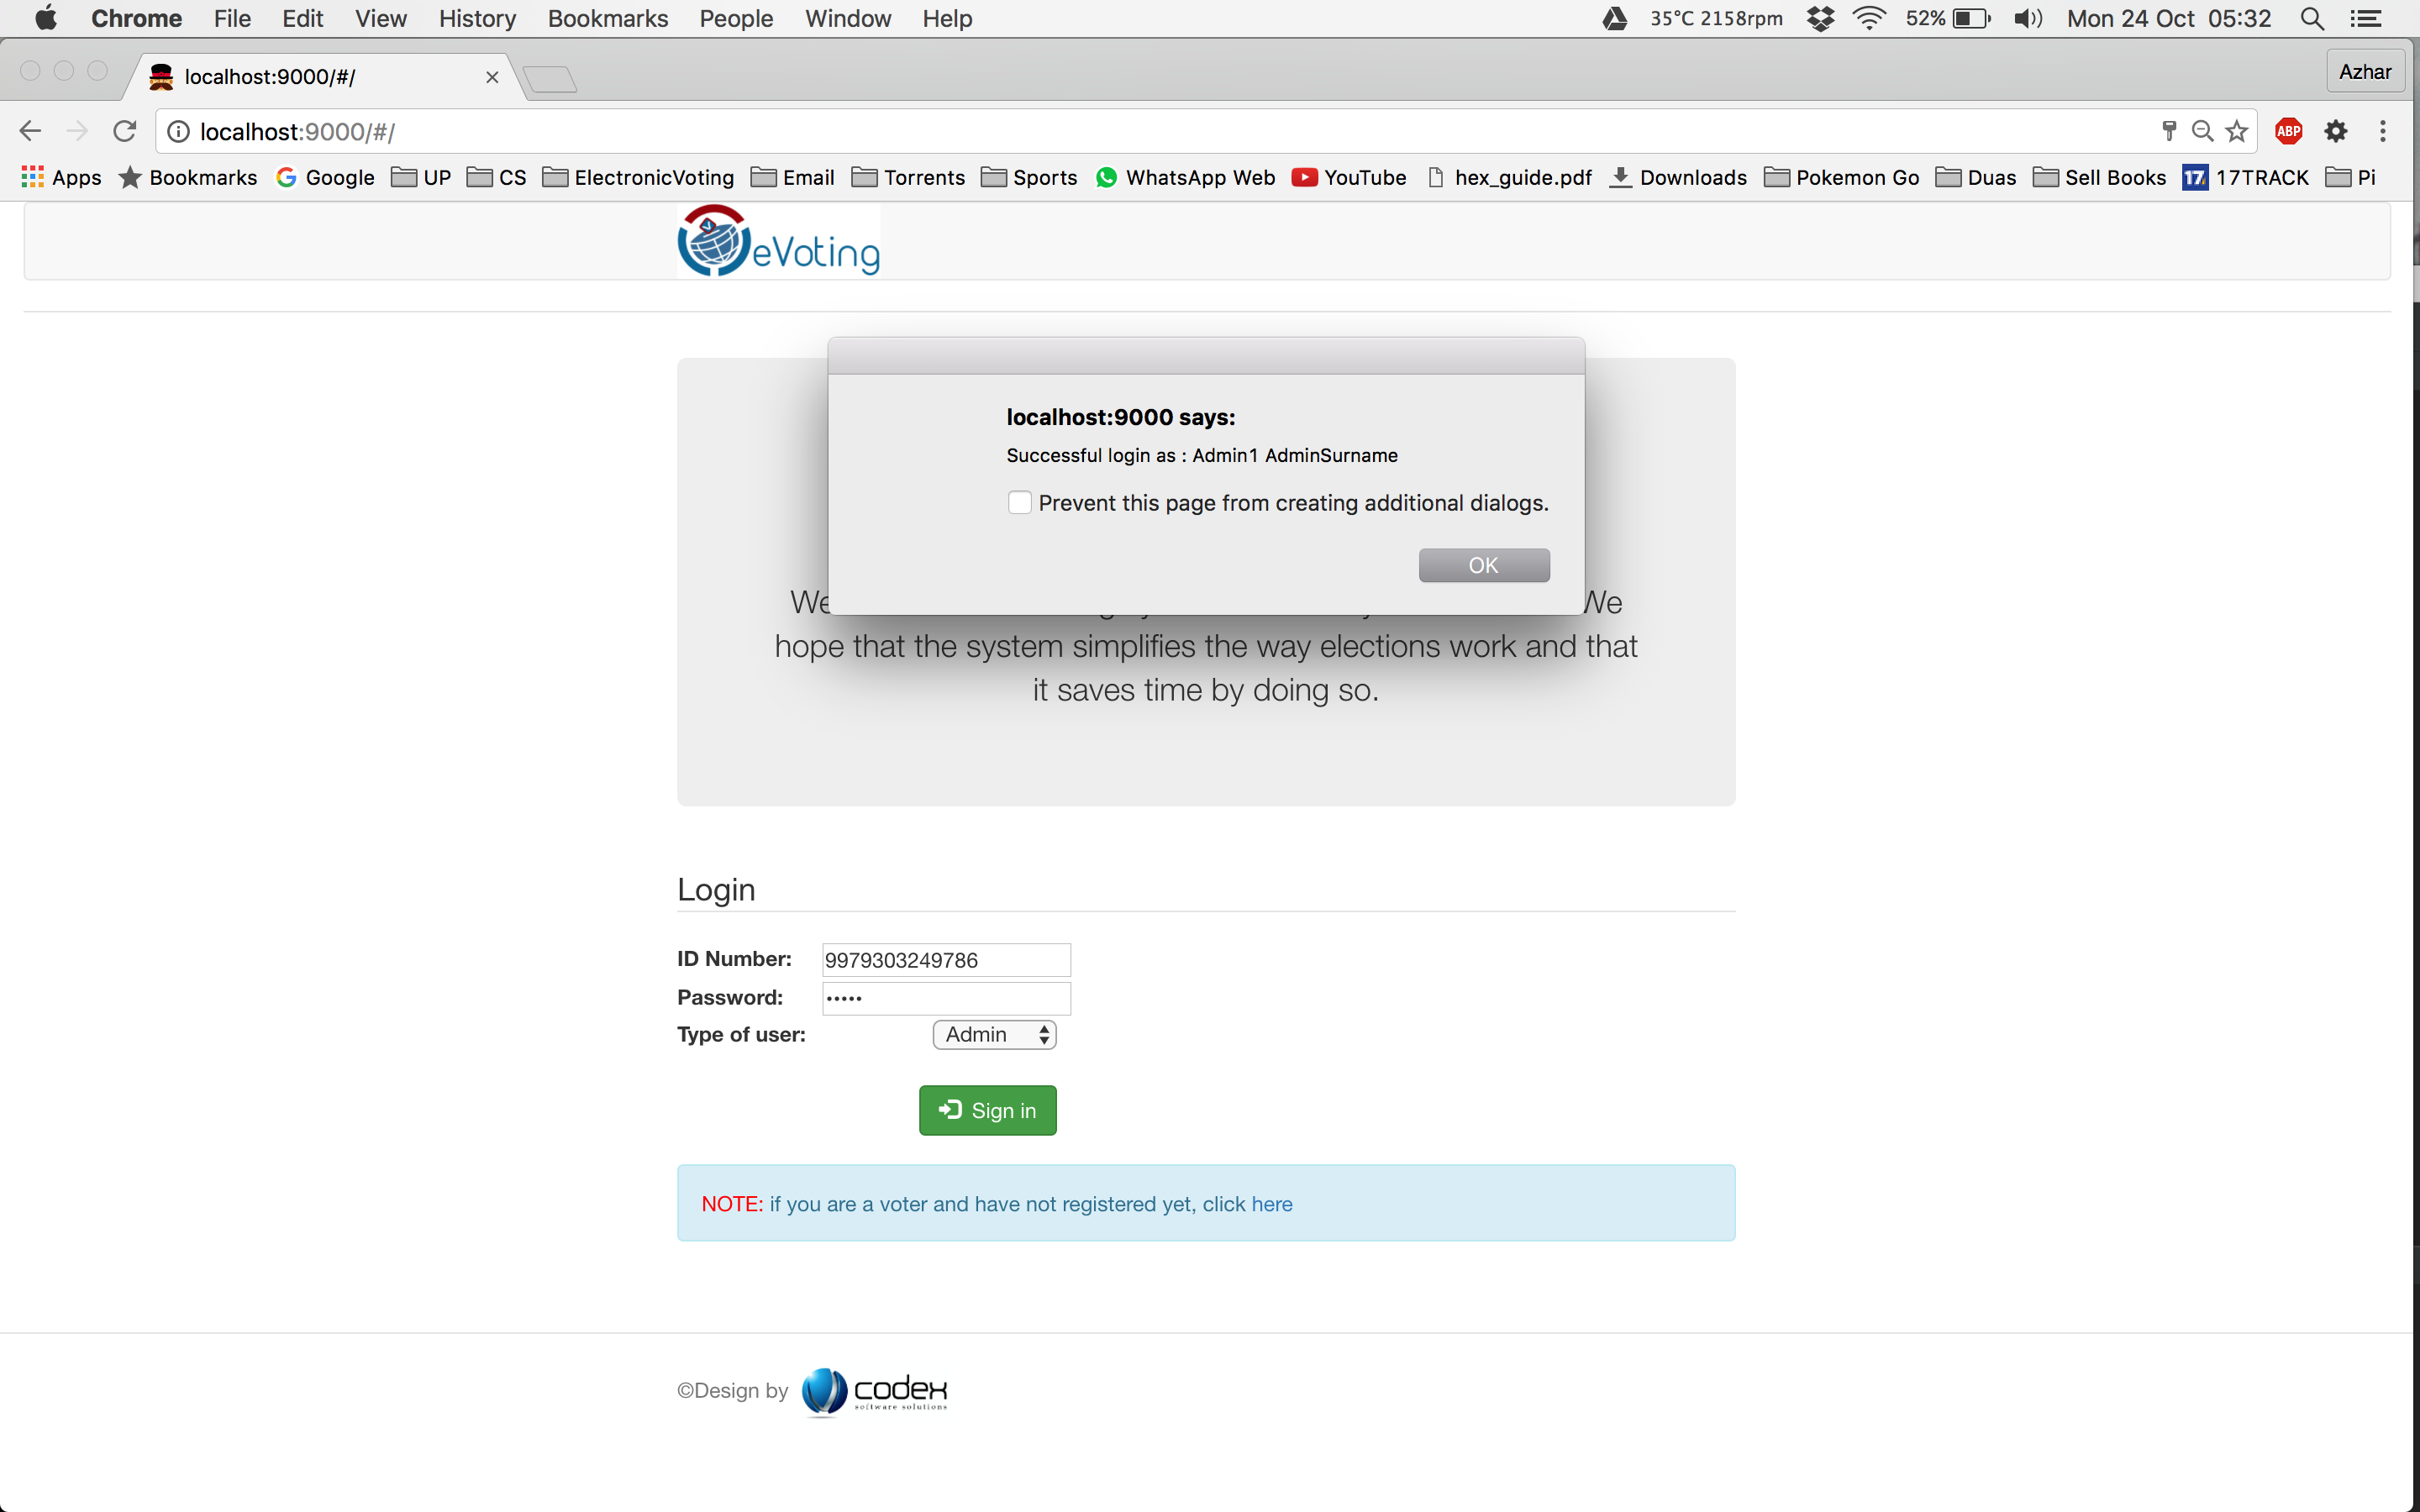 Chrome File Edit View History Bookmarks People Window Help 35°C 2158rpm 52% Mon 24 Oct 05:32
localhost:9000/#/ Azhar
localhost:9000/#/ ABP
Apps Bookmarks Google UP CS ElectronicVoting Email Torrents Sports WhatsApp Web YouTube hex_guide.pdf Downloads Pokemon Go Duas Sell Books 17 17TRACK Pi
eVoting
localhost:9000 says:
Successful login as : Admin1 AdminSurname
Prevent this page from creating additional dialogs.
OK
We We
hope that the system simplifies the way elections work and that
it saves time by doing so.
Login
ID Number: 9979303249786
Password: •••••
Type of user: Admin
Sign in
NOTE: if you are a voter and have not registered yet, click here
©Design by codex
software solutions